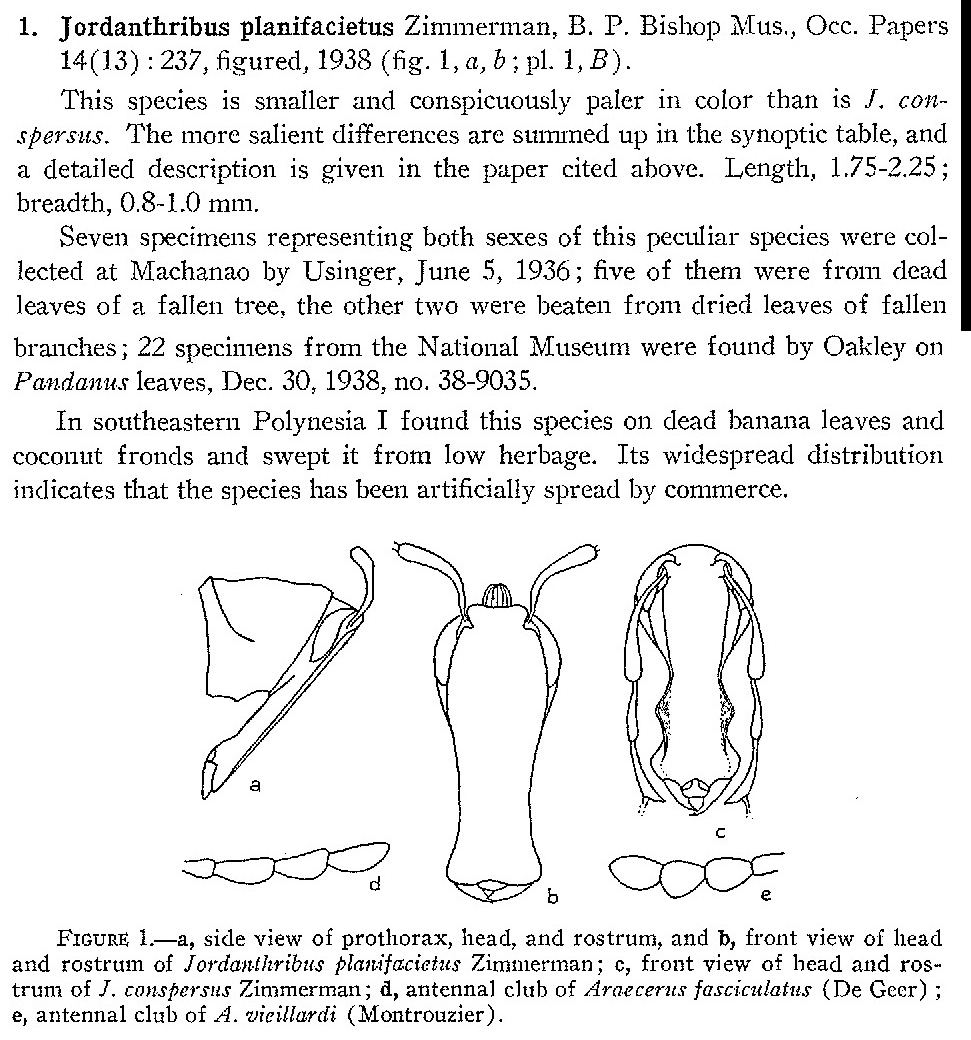 1. Jordanthribus planifacietus Zimmerman, B. P. Bishop Mus., Occ. Papers
14(13) : 237, figured, 1938 (fig. 1, a, b ; pl. 1, B).
This species is smaller and conspicuously paler in color than is J. con-
spersus. The more salient differences are summed up in the synoptic table, and
a detailed description is given in the paper cited above. Length, 1.75-2.25 ;
breadth, 0.8-1.0 mm.
Seven specimens representing both sexes of this peculiar species were col-
lected at Machanao by Usinger, June 5, 1936 ; five of them were from dead
leaves of a fallen tree, the other two were beaten from dried leaves of fallen
branches ; 22 specimens from the National Museum were found by Oakley on
Pandanus leaves, Dec. 30, 1938, no. 38-9035.
In southeastern Polynesia I found this species on dead banana leaves and
coconut fronds and swept it from low herbage. Its widespread distribution
indicates that the species has been artificially spread by commerce.
a
c
d
b
e
FIGURE 1.—a, side view of prothorax, head, and rostrum, and b, front view of head
and rostrum of Jordanthribus planifacietus Zimmerman ; c, front view of head and ros-
trum of J. conspersus Zimmerman ; d, antennal club of Araecerus fasciculatus (De Geer) ;
e, antennal club of A. vieillardi (Montrouzier).